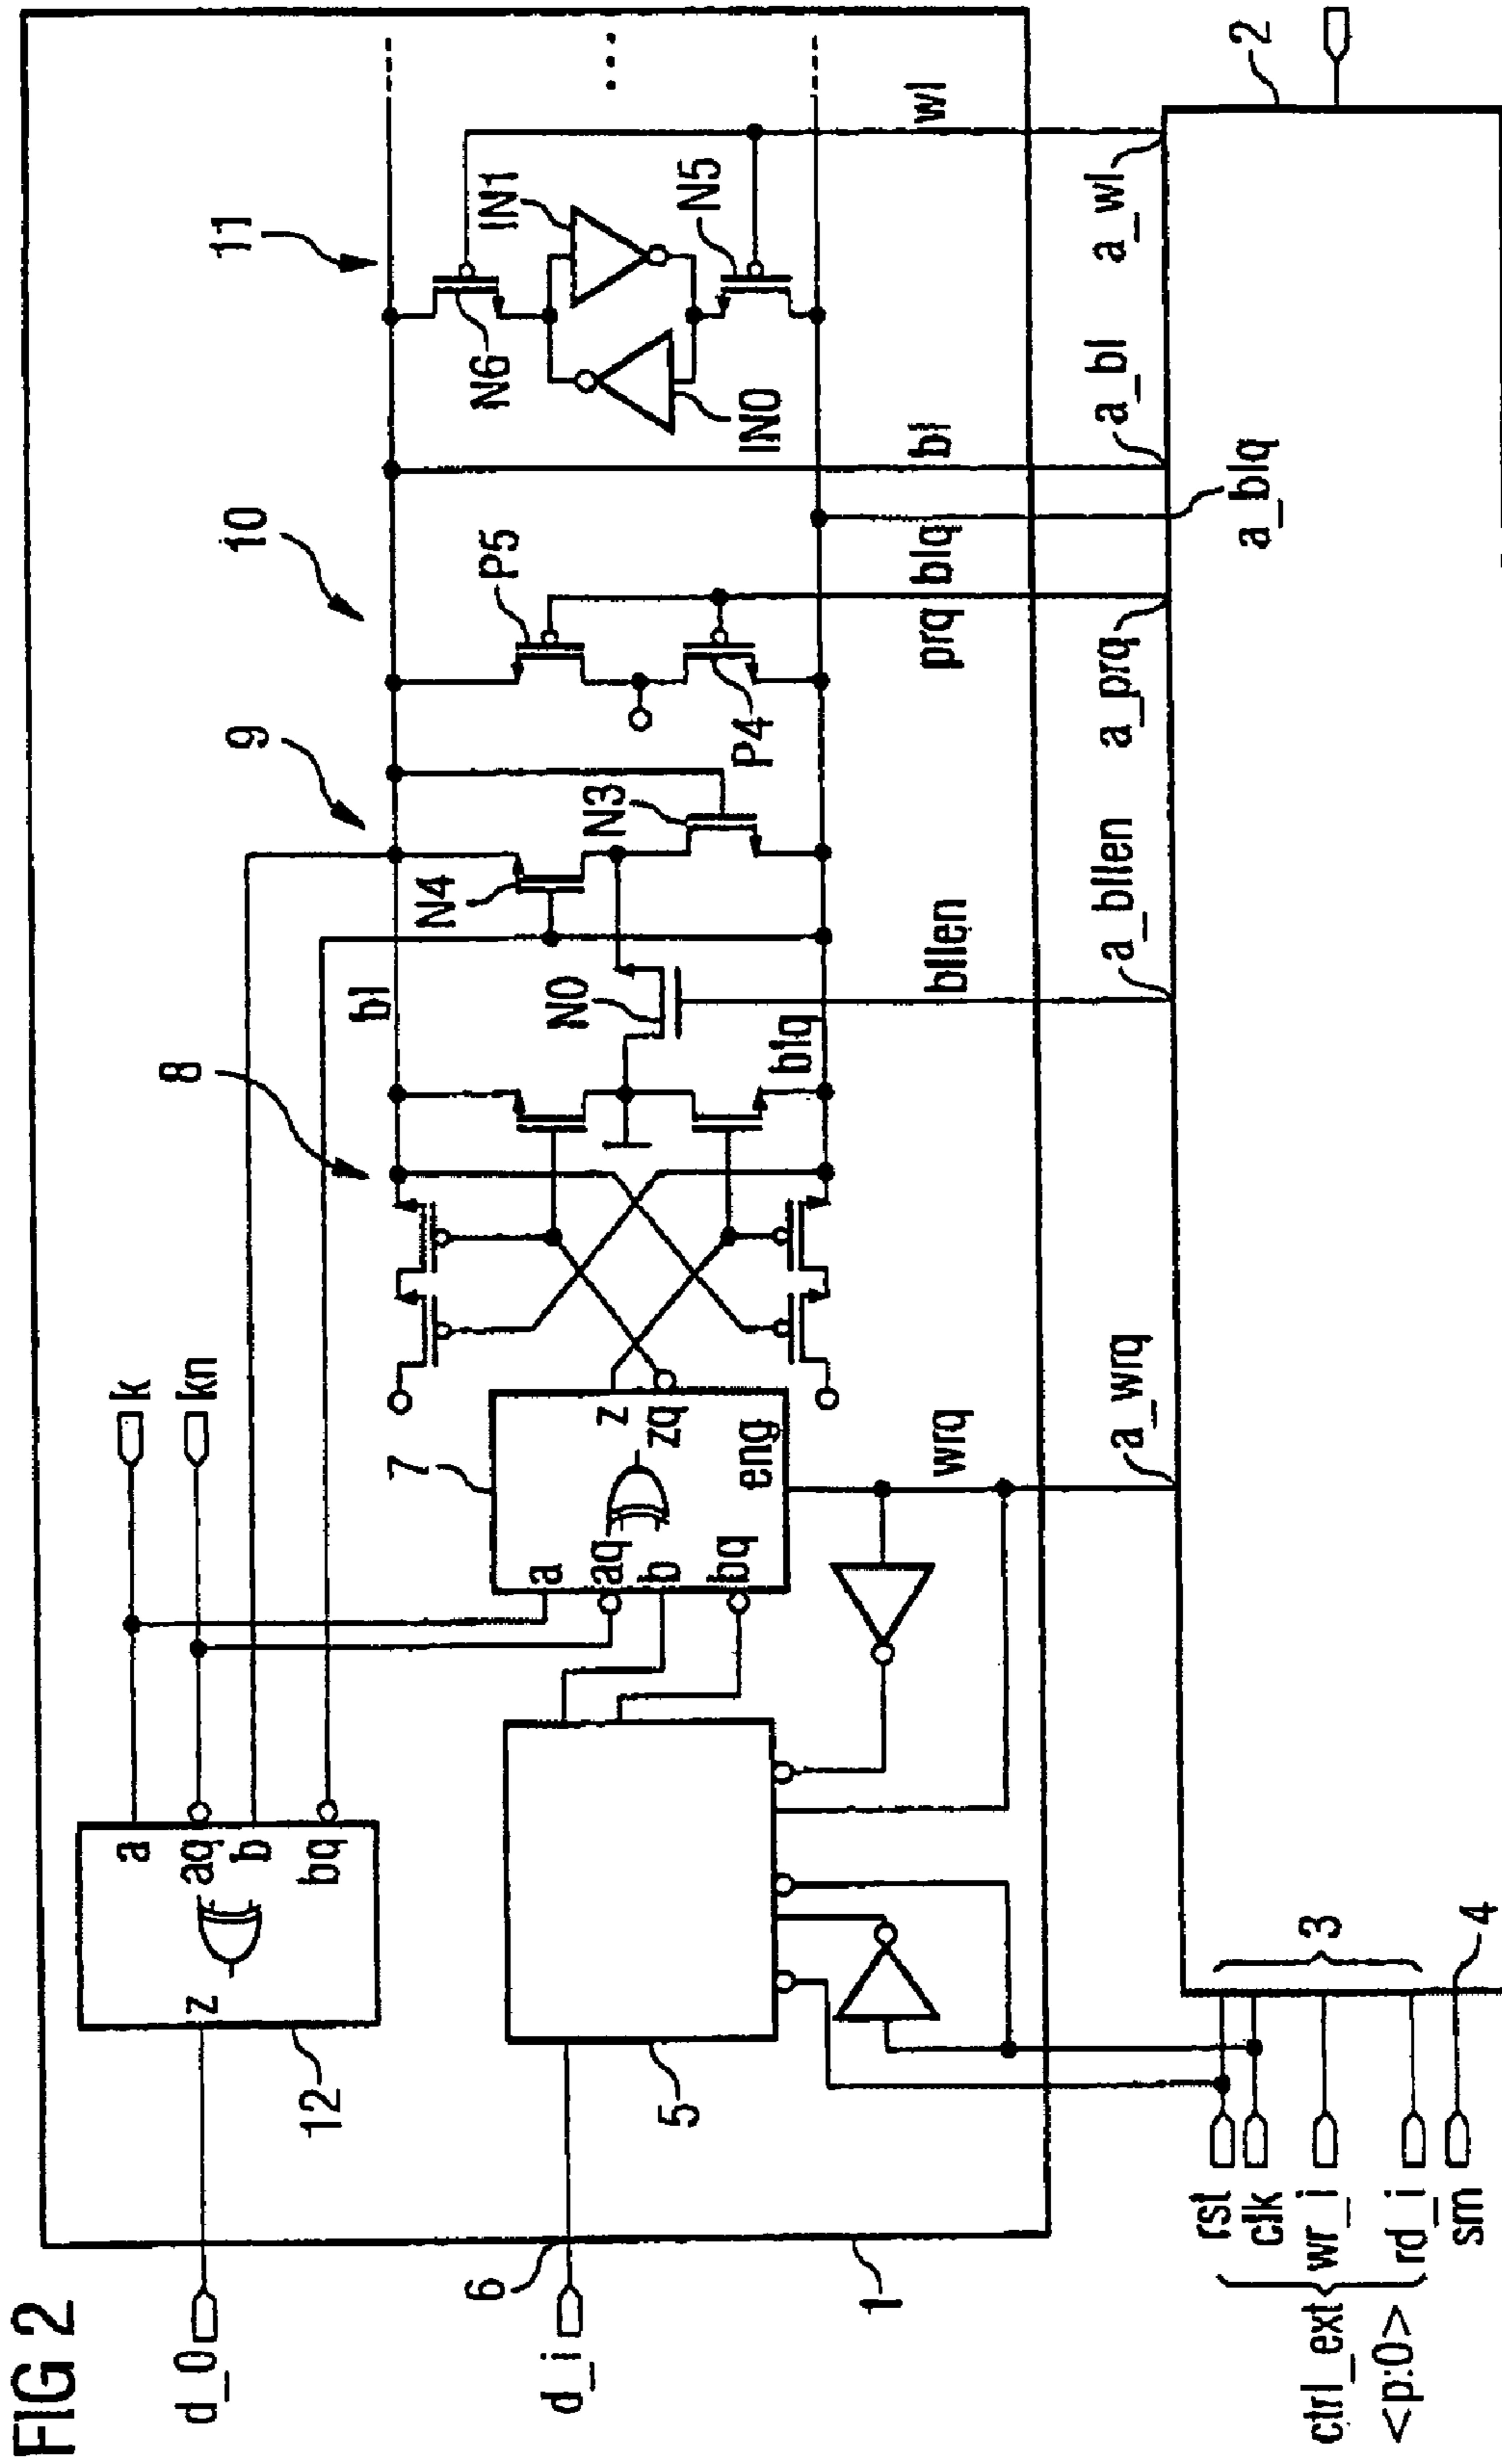 FIG 2
d_0
12
z
a
aq
b
bq
k
kn
d_i
6
5
7
a
aq
b
bq
z
zq
eng
8
bl
blq
9
N4
N0
N3
10
P5
P4
11
N6
IN1
IN0
N5
1
wrq
bllen
prq
blq
bl
wl
a_wrq
a_bllen
a_prq
a_blq
a_bl
a_wl
2
rst
clk
wr_i
rd_i
sm
ctrl_ext
<p:0>
3
4